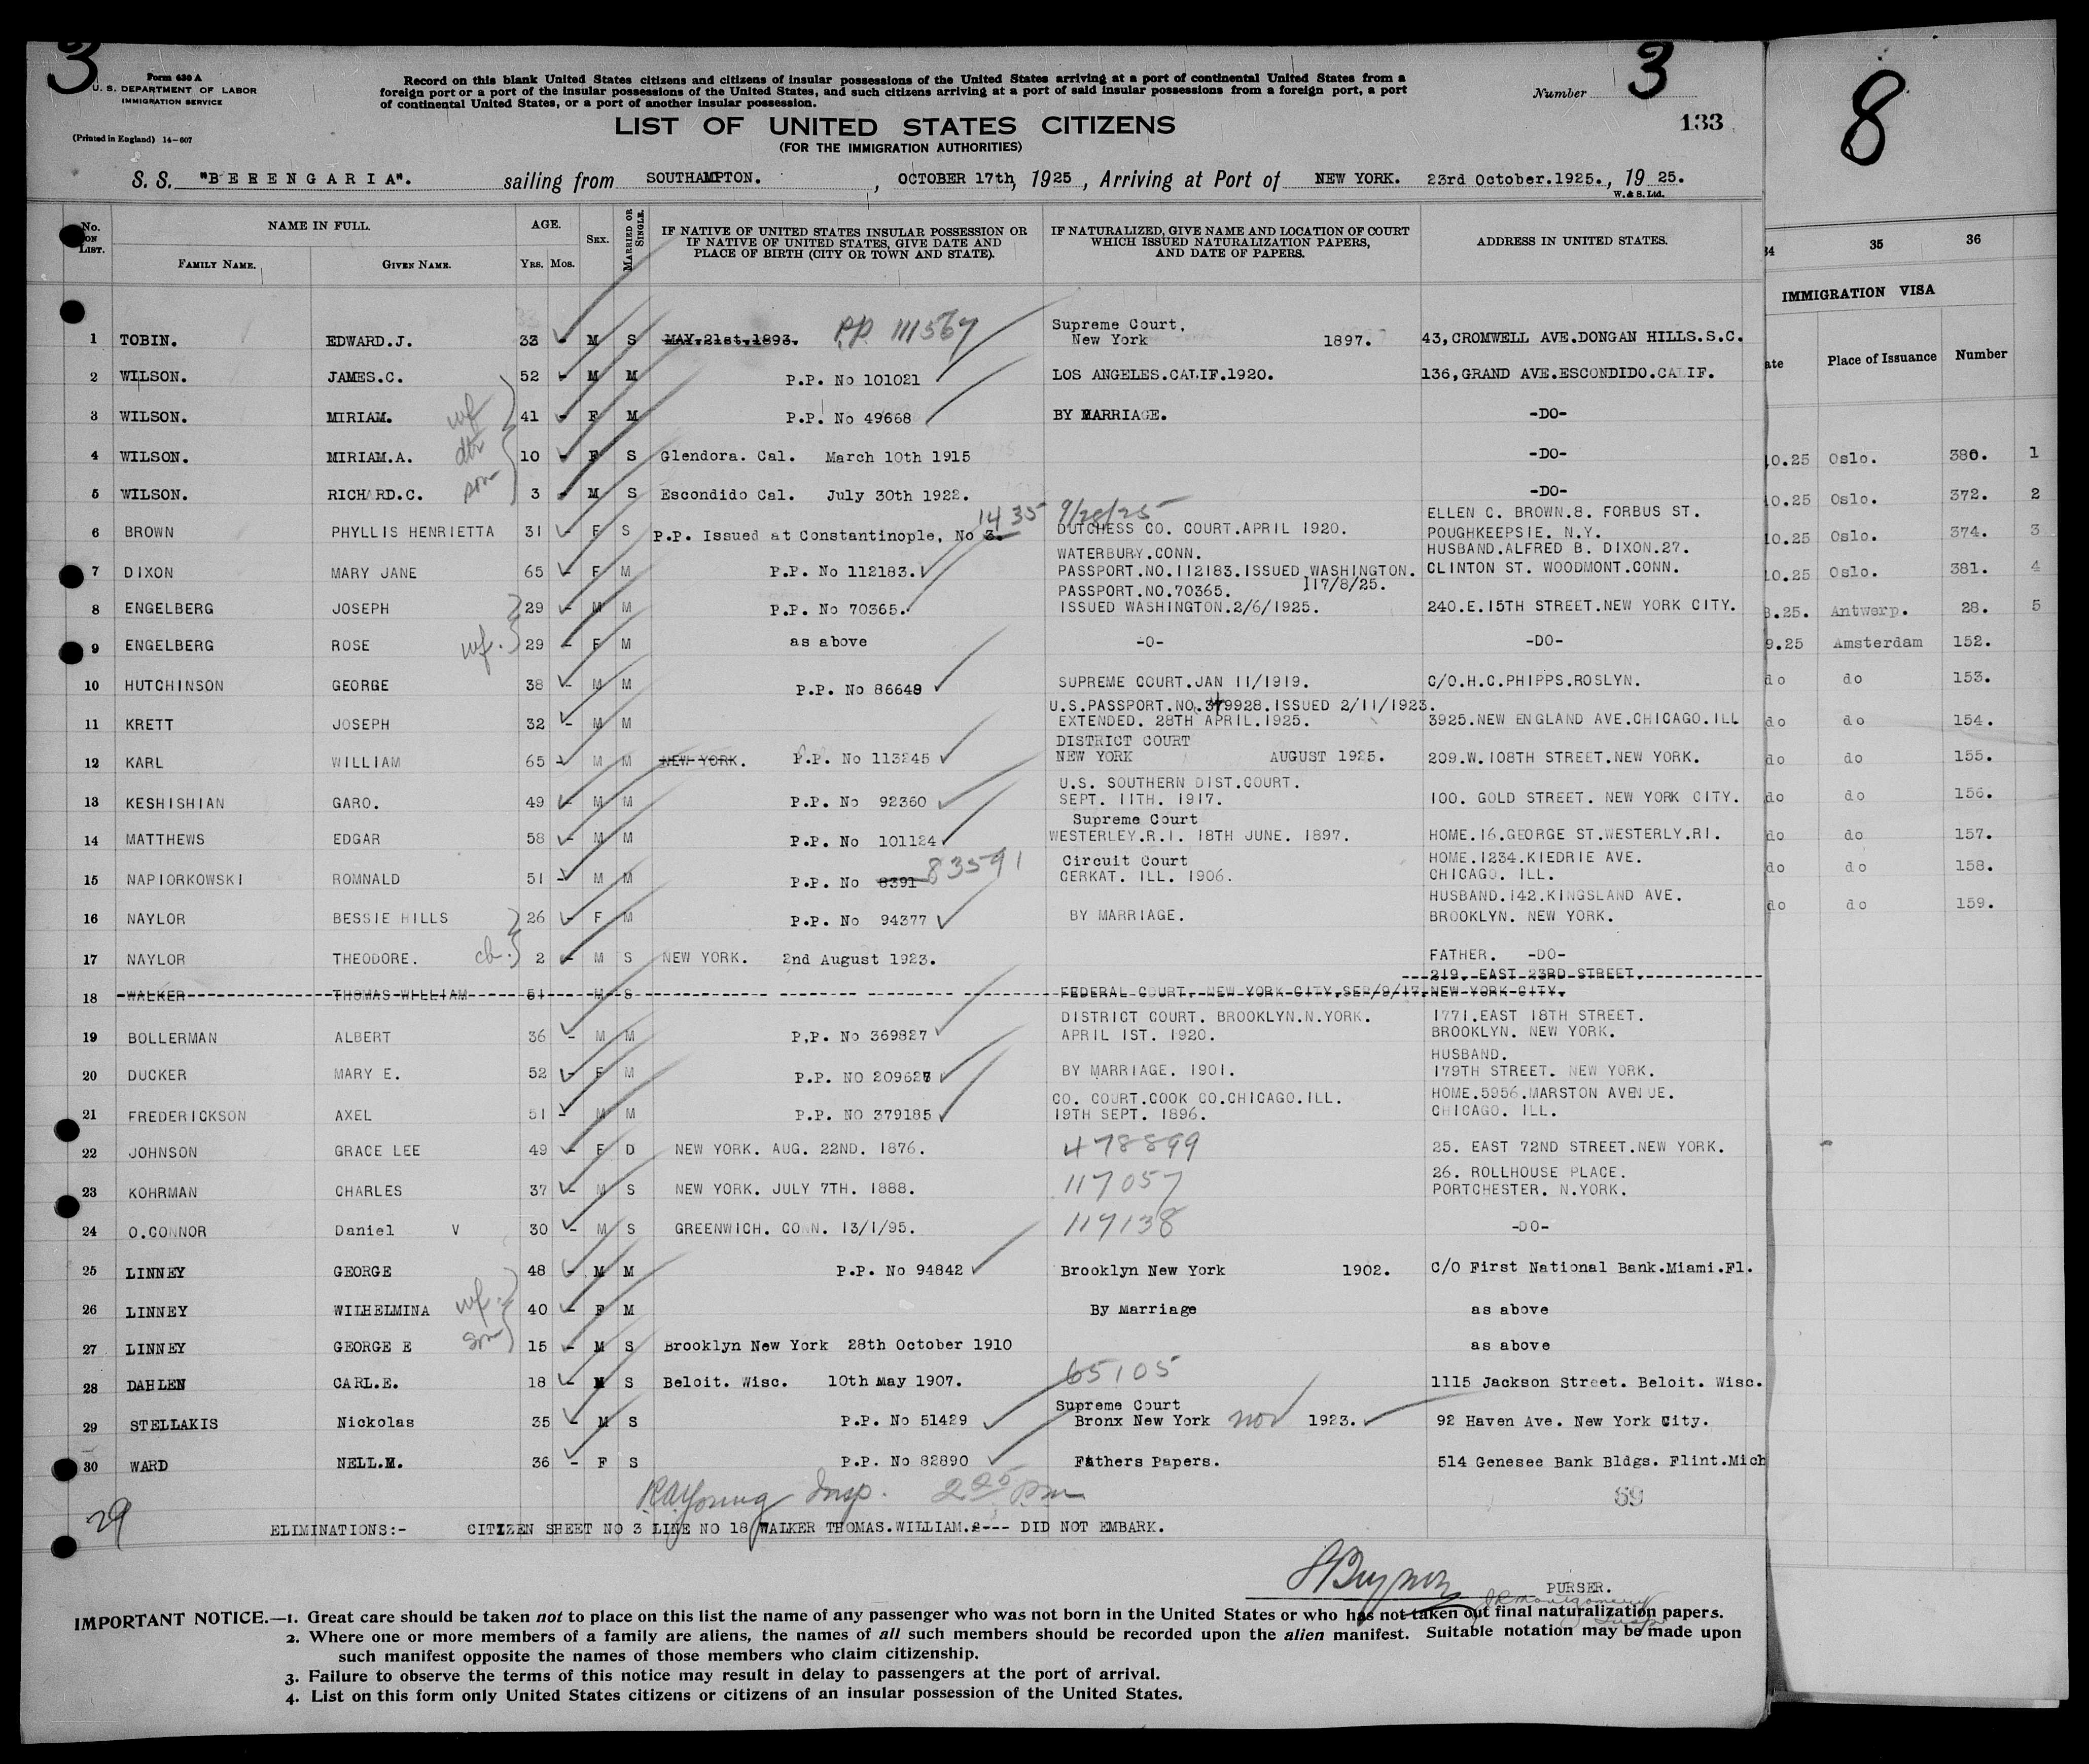 3
Form 630 A
U. S. DEPARTMENT OF LABOR
IMMIGRATION SERVICE
(Printed in England) 14-607
Record on this blank United States citizens and citizens of insular possessions of the United States arriving at a port of continental United States from a
foreign port or a port of the insular possessions of the United States, and such citizens arriving at a port of said insular possessions from a foreign port, a port
of continental United States, or a port of another insular possession.
Number 3
133
LIST OF UNITED STATES CITIZENS
(FOR THE IMMIGRATION AUTHORITIES)
S. S. "BERENGARIA". sailing from SOUTHAMPTON. , OCTOBER 17th, 1925, Arriving at Port of NEW YORK. 23rd October.1925., 19 25.
W. & S. Ltd.
No. ON LIST. NAME IN FULL. FAMILY NAME. GIVEN NAME. AGE. YRS. MOS. SEX. MARRIED OR SINGLE. IF NATIVE OF UNITED STATES INSULAR POSSESSION OR IF NATIVE OF UNITED STATES, GIVE DATE AND PLACE OF BIRTH (CITY OR TOWN AND STATE). IF NATURALIZED, GIVE NAME AND LOCATION OF COURT WHICH ISSUED NATURALIZATION PAPERS, AND DATE OF PAPERS. ADDRESS IN UNITED STATES.
1 TOBIN. EDWARD.J. 33 - M S MAY.21st.1893. P.P. 111567 Supreme Court, New York 1897. 43,CROMWELL AVE.DONGAN HILLS.S.C.
2 WILSON. JAMES.C. 52 - M M P.P. No 101021 LOS ANGELES.CALIF.1920. 136,GRAND AVE.ESCONDIDO.CALIF.
3 WILSON. MIRIAM. wf 41 - F M P.P. No 49668 BY MARRIAGE. -DO-
4 WILSON. MIRIAM.A. dtr 10 - F S Glendora. Cal. March 10th 1915 -DO-
5 WILSON. RICHARD.C. son 3 - M S Escondido Cal. July 30th 1922. -DO-
6 BROWN PHYLLIS HENRIETTA 31 - F S P.P. Issued at Constantinople, No 3. 1435 9/28/25 DUTCHESS CO. COURT.APRIL 1920. ELLEN C. BROWN.8. FORBUS ST. POUGHKEEPSIE. N.Y.
7 DIXON MARY JANE 65 - F M P.P. No 112183. WATERBURY.CONN. PASSPORT.NO.112183.ISSUED WASHINGTON. 17/8/25. HUSBAND.ALFRED B. DIXON.27. CLINTON ST. WOODMONT.CONN.
8 ENGELBERG JOSEPH 29 - M M P.P. No 70365. PASSPORT.NO.70365. ISSUED WASHINGTON.2/6/1925. 240.E.15TH STREET.NEW YORK CITY.
9 ENGELBERG ROSE wf. 29 - F M as above -O- -DO-
10 HUTCHINSON GEORGE 38 - M M P.P. No 86649 SUPREME COURT.JAN 11/1919. C/O.H.C.PHIPPS.ROSLYN.
11 KRETT JOSEPH 32 - M M U.S.PASSPORT.NO.379928.ISSUED 2/11/1923. EXTENDED. 28TH APRIL.1925. 3925.NEW ENGLAND AVE.CHICAGO.ILL
12 KARL WILLIAM 65 - M M NEW YORK. P.P. No 113245 DISTRICT COURT NEW YORK AUGUST 1925. 209.W.108TH STREET.NEW YORK.
13 KESHISHIAN GARO. 49 - M M P.P. No 92360 U.S. SOUTHERN DIST.COURT. SEPT. 11TH. 1917. 100. GOLD STREET. NEW YORK CITY.
14 MATTHEWS EDGAR 58 - M M P.P. No 101124 Supreme Court WESTERLEY.R.I. 18TH JUNE. 1897. HOME.16.GEORGE ST.WESTERLY.RI.
15 NAPIORKOWSKI ROMNALD 51 - M M P.P. No 8391 83591 Circuit Court CERKAT. ILL. 1906. HOME.1234.KIEDRIE AVE. CHICAGO. ILL.
16 NAYLOR BESSIE HILLS 26 - F M P.P. No 94377 BY MARRIAGE. HUSBAND.142.KINGSLAND AVE. BROOKLYN. NEW YORK.
17 NAYLOR THEODORE. ch. 2 - M S NEW YORK. 2nd August 1923. FATHER. -DO-
18 WALKER THOMAS WILLIAM 51 M S FEDERAL COURT. NEW YORK CITY.SEP/9/17. 219. EAST 23RD STREET. NEW YORK CITY.
19 BOLLERMAN ALBERT 36 - M M P.P. No 369827 DISTRICT COURT. BROOKLYN.N.YORK. APRIL 1ST. 1920. 1771.EAST 18TH STREET. BROOKLYN. NEW YORK.
20 DUCKER MARY E. 52 - F M P.P. NO 209627 BY MARRIAGE. 1901. HUSBAND. 179TH STREET. NEW YORK.
21 FREDERICKSON AXEL 51 - M M P.P. NO 379185 CO. COURT.COOK CO.CHICAGO.ILL. 19TH SEPT. 1896. HOME.5956.MARSTON AVENUE. CHICAGO. ILL.
22 JOHNSON GRACE LEE 49 - F D NEW YORK. AUG. 22ND. 1876. 478899 25. EAST 72ND STREET.NEW YORK.
23 KOHRMAN CHARLES 37 - M S NEW YORK. JULY 7TH. 1888. 117057 26. ROLLHOUSE PLACE. PORTCHESTER. N.YORK.
24 O.CONNOR Daniel V 30 - M S GREENWICH. CONN. 13/1/95. 117138 -DO-
25 LINNEY GEORGE 48 - M M P.P. No 94842 Brooklyn New York 1902. C/O First National Bank.Miami.Fl.
26 LINNEY WILHELMINA wf. 40 - F M By Marriage as above
27 LINNEY GEORGE E son 15 - M S Brooklyn New York 28th October 1910 as above
28 DAHLEN CARL.E. 18 - M S Beloit. Wisc. 10th May 1907. 65105 1115 Jackson Street. Beloit. Wisc.
29 STELLAKIS Nickolas 35 - M S P.P. No 51429 Supreme Court Bronx New York nov 1923. 92 Haven Ave. New York City.
30 WARD NELL.M. 36 - F S P.P. No 82890 Fathers Papers. 514 Genesee Bank Bldgs. Flint.Mich
RA Young Insp. 2 25 pm
69
29
ELIMINATIONS:- CITIZEN SHEET NO 3 LINE NO 18 WALKER THOMAS.WILLIAM.---- DID NOT EMBARK.
PURSER.
IMPORTANT NOTICE.—1. Great care should be taken not to place on this list the name of any passenger who was not born in the United States or who has not taken out final naturalization papers.
2. Where one or more members of a family are aliens, the names of all such members should be recorded upon the alien manifest. Suitable notation may be made upon
such manifest opposite the names of those members who claim citizenship.
3. Failure to observe the terms of this notice may result in delay to passengers at the port of arrival.
4. List on this form only United States citizens or citizens of an insular possession of the United States.
8
34 35 36
IMMIGRATION VISA
ate Place of Issuance Number
10.25 Oslo. 380. 1
10.25 Oslo. 372. 2
10.25 Oslo. 374. 3
10.25 Oslo. 381. 4
8.25. Antwerp. 28. 5
9.25 Amsterdam 152.
do do 153.
do do 154.
do do 155.
do do 156.
do do 157.
do do 158.
do do 159.